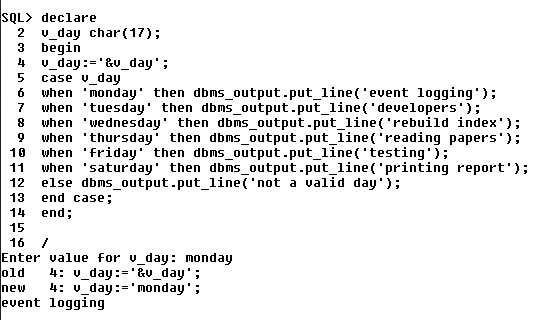 SQL> declare
2 v_day char(17);
3 begin
4 v_day:='&v_day';
5 case v_day
6 when 'monday' then dbms_output.put_line('event logging');
7 when 'tuesday' then dbms_output.put_line('developers');
8 when 'wednesday' then dbms_output.put_line('rebuild index');
9 when 'thursday' then dbms_output.put_line('reading papers');
10 when 'friday' then dbms_output.put_line('testing');
11 when 'saturday' then dbms_output.put_line('printing report');
12 else dbms_output.put_line('not a valid day');
13 end case;
14 end;
15
16 /
Enter value for v_day: monday
old 4: v_day:='&v_day';
new 4: v_day:='monday';
event logging